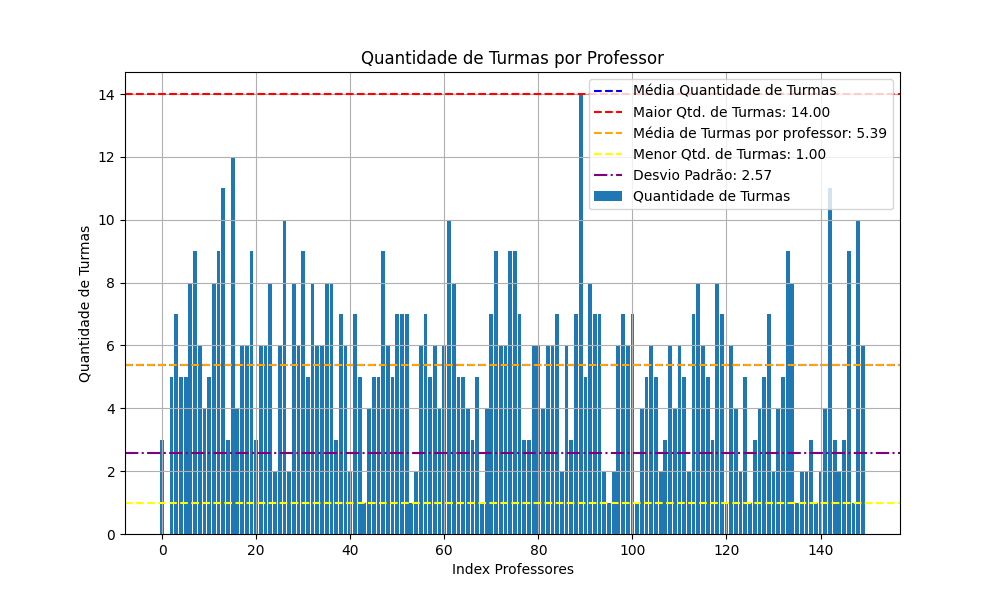 Quantidade de Turmas por Professor
Quantidade de Turmas
14
12
10
8
6
4
2
0
Média Quantidade de Turmas
Maior Qtd. de Turmas: 14.00
Média de Turmas por professor: 5.39
Menor Qtd. de Turmas: 1.00
Desvio Padrão: 2.57
Quantidade de Turmas
0 20 40 60 80 100 120 140
Index Professores